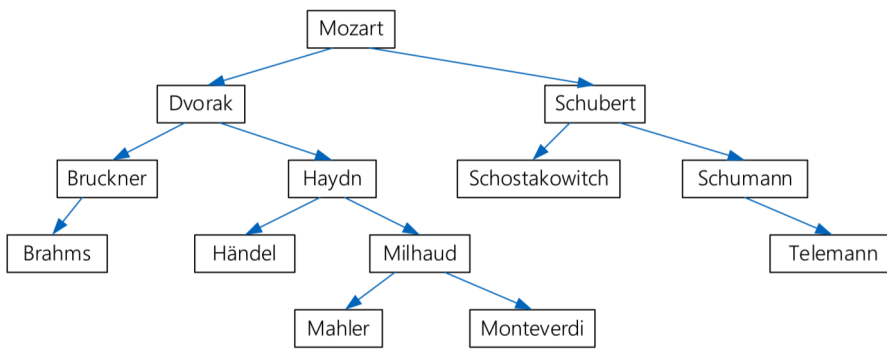 Mozart
Dvorak
Schubert
Bruckner
Haydn
Schostakowitch
Schumann
Brahms
Händel
Milhaud
Telemann
Mahler
Monteverdi